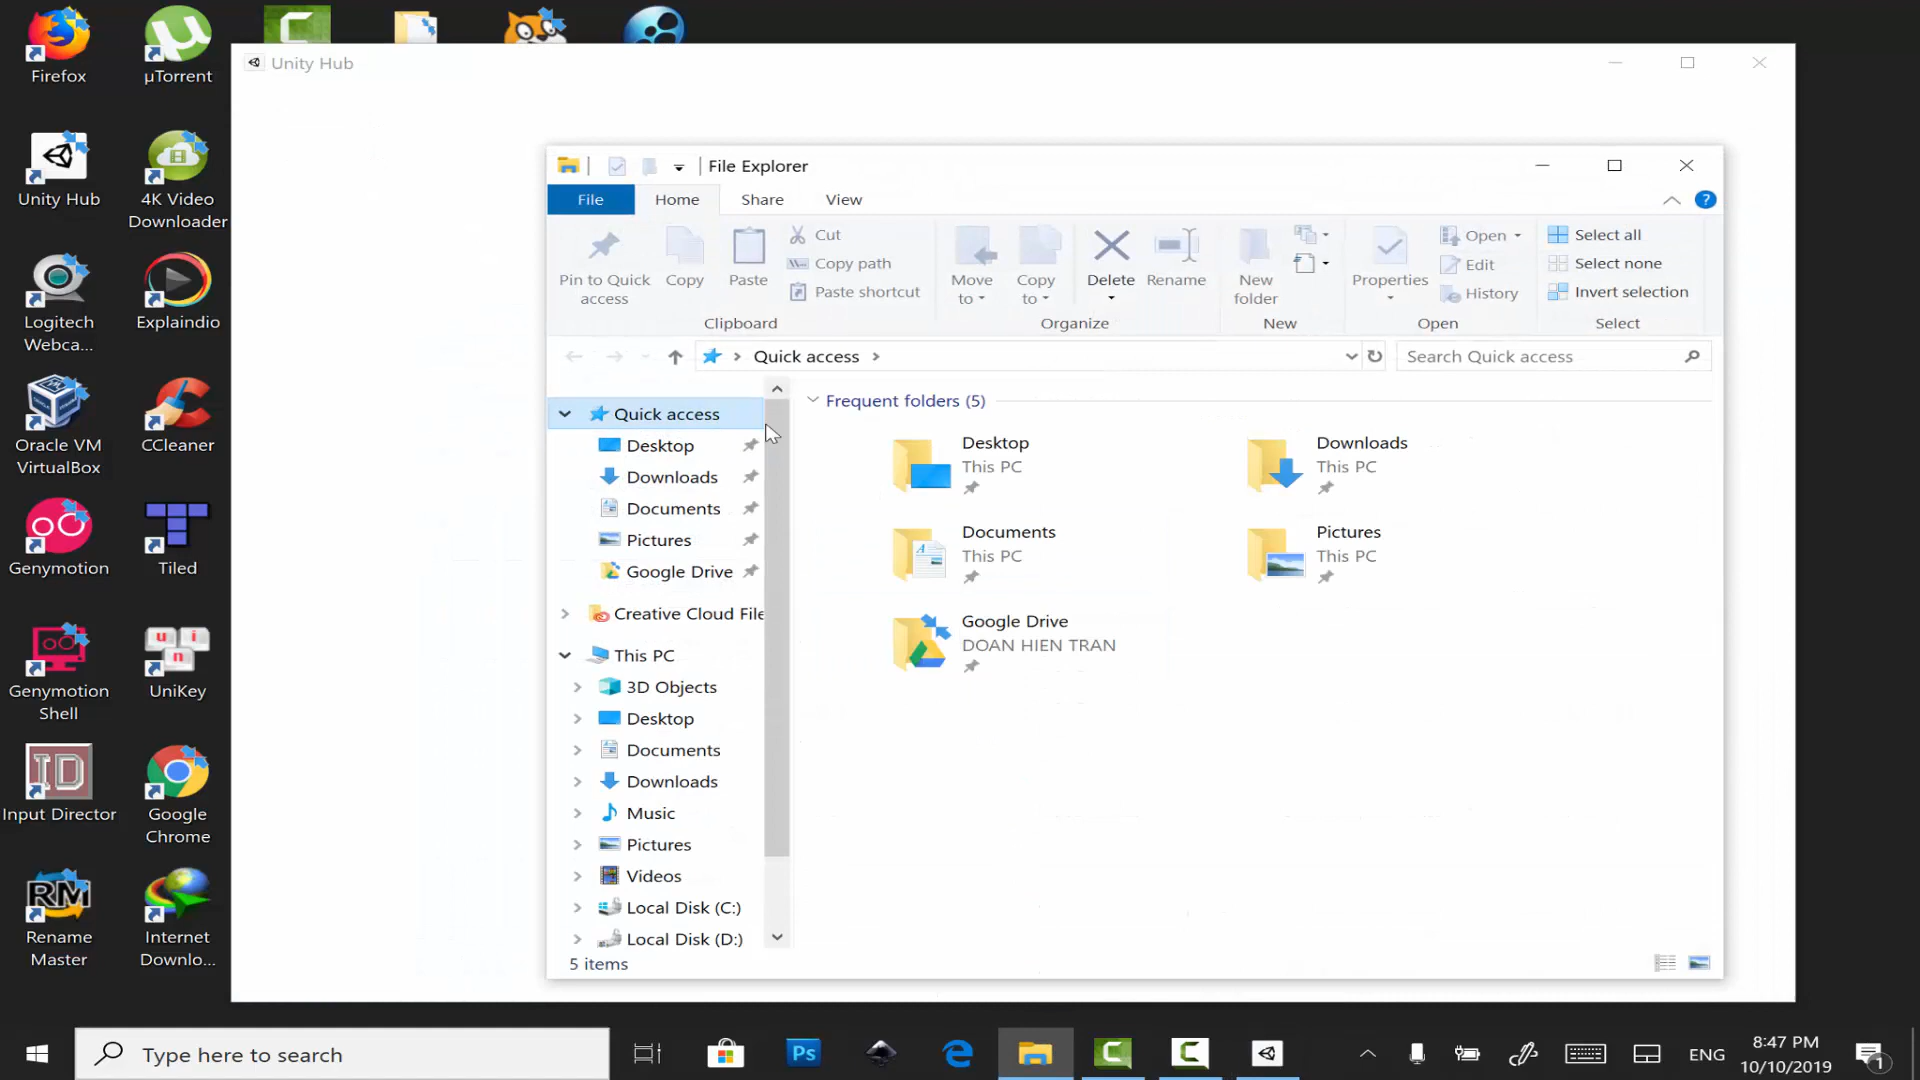 Firefox
µTorrent
Unity Hub
4K Video
Downloader
Logitech
Webca...
Explaindio
Oracle VM
VirtualBox
CCleaner
Genymotion
Tiled
Genymotion
Shell
UniKey
Input Director
Google
Chrome
Rename
Master
Internet
Downlo...
Unity Hub
File Explorer
File
Home
Share
View
Pin to Quick
access
Copy
Paste
Cut
Copy path
Paste shortcut
Clipboard
Move
to
Copy
to
Delete
Rename
Organize
New
folder
New
Properties
Open
Edit
History
Open
Select all
Select none
Invert selection
Select
Quick access
Search Quick access
Quick access
Desktop
Downloads
Documents
Pictures
Google Drive
Creative Cloud File
This PC
3D Objects
Desktop
Documents
Downloads
Music
Pictures
Videos
Local Disk (C:)
Local Disk (D:)
Frequent folders (5)
Desktop
This PC
Downloads
This PC
Documents
This PC
Pictures
This PC
Google Drive
DOAN HIEN TRAN
5 items
Type here to search
Ps
ENG
8:47 PM
10/10/2019
1